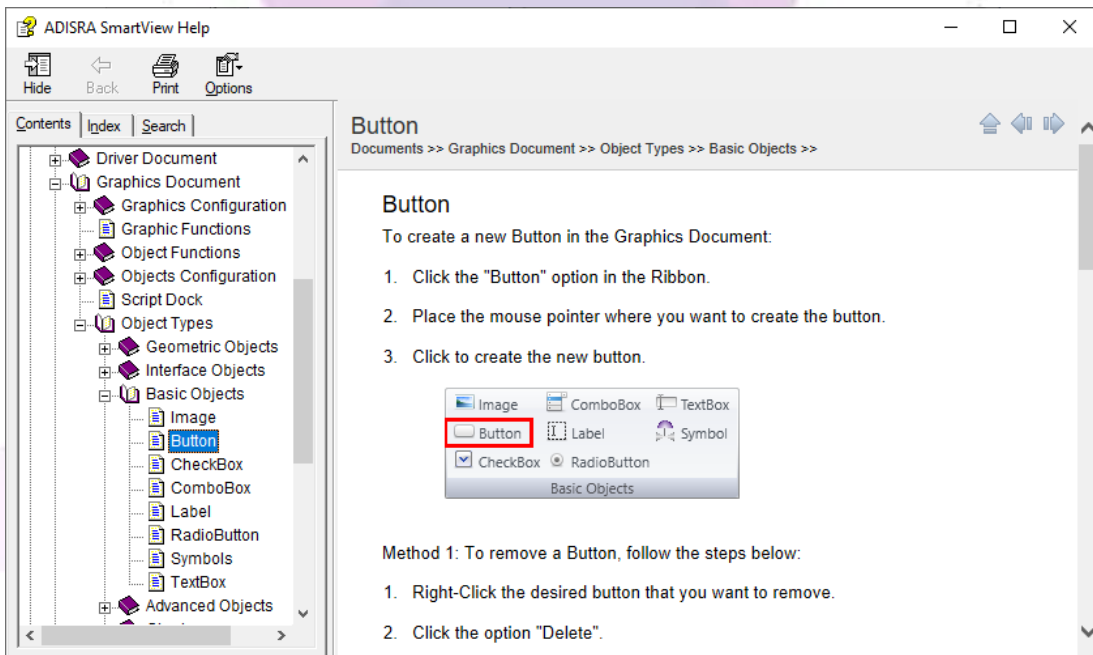 ADISRA SmartView Help
Hide Back Print Options
Contents Index Search
Driver Document
Graphics Document
Graphics Configuration
Graphic Functions
Object Functions
Objects Configuration
Script Dock
Object Types
Geometric Objects
Interface Objects
Basic Objects
Image
Button
CheckBox
ComboBox
Label
RadioButton
Symbols
TextBox
Advanced Objects
Button
Documents >> Graphics Document >> Object Types >> Basic Objects >>
Button
To create a new Button in the Graphics Document:
1. Click the "Button" option in the Ribbon.
2. Place the mouse pointer where you want to create the button.
3. Click to create the new button.
Image ComboBox TextBox
Button Label Symbol
CheckBox RadioButton
Basic Objects
Method 1: To remove a Button, follow the steps below:
1. Right-Click the desired button that you want to remove.
2. Click the option "Delete".